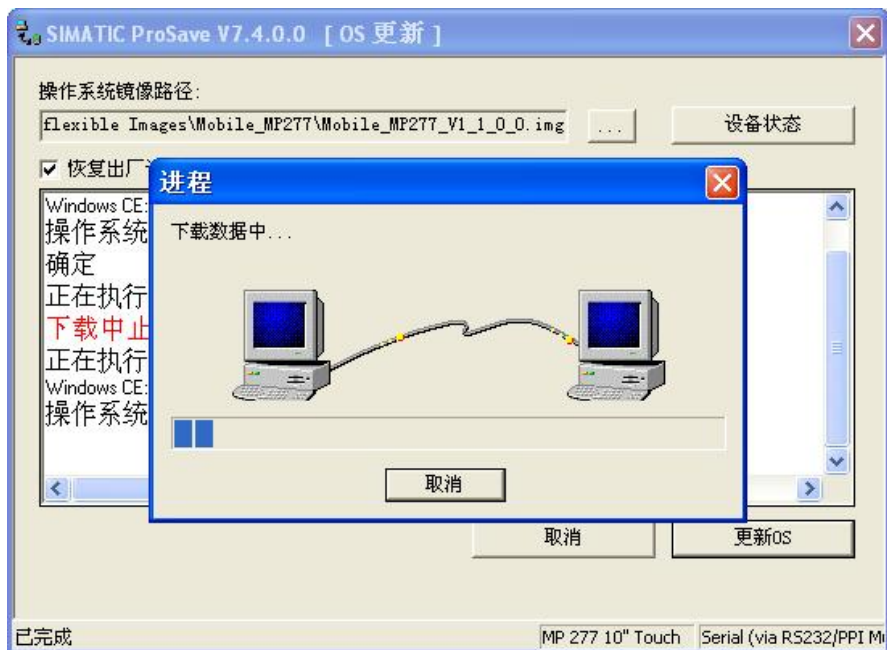 SIMATIC ProSave V7.4.0.0 [ OS 更新 ]
操作系统镜像路径:
flexible Images\Mobile_MP277\Mobile_MP277_V1_1_0_0.img
...
设备状态
恢复出厂
进程
Windows CE:
操作系统
下载数据中...
确定
正在执行
下载中止
正在执行
Windows CE:
操作系统
取消
取消
更新OS
已完成
MP 277 10" Touch
Serial (via RS232/PPI M